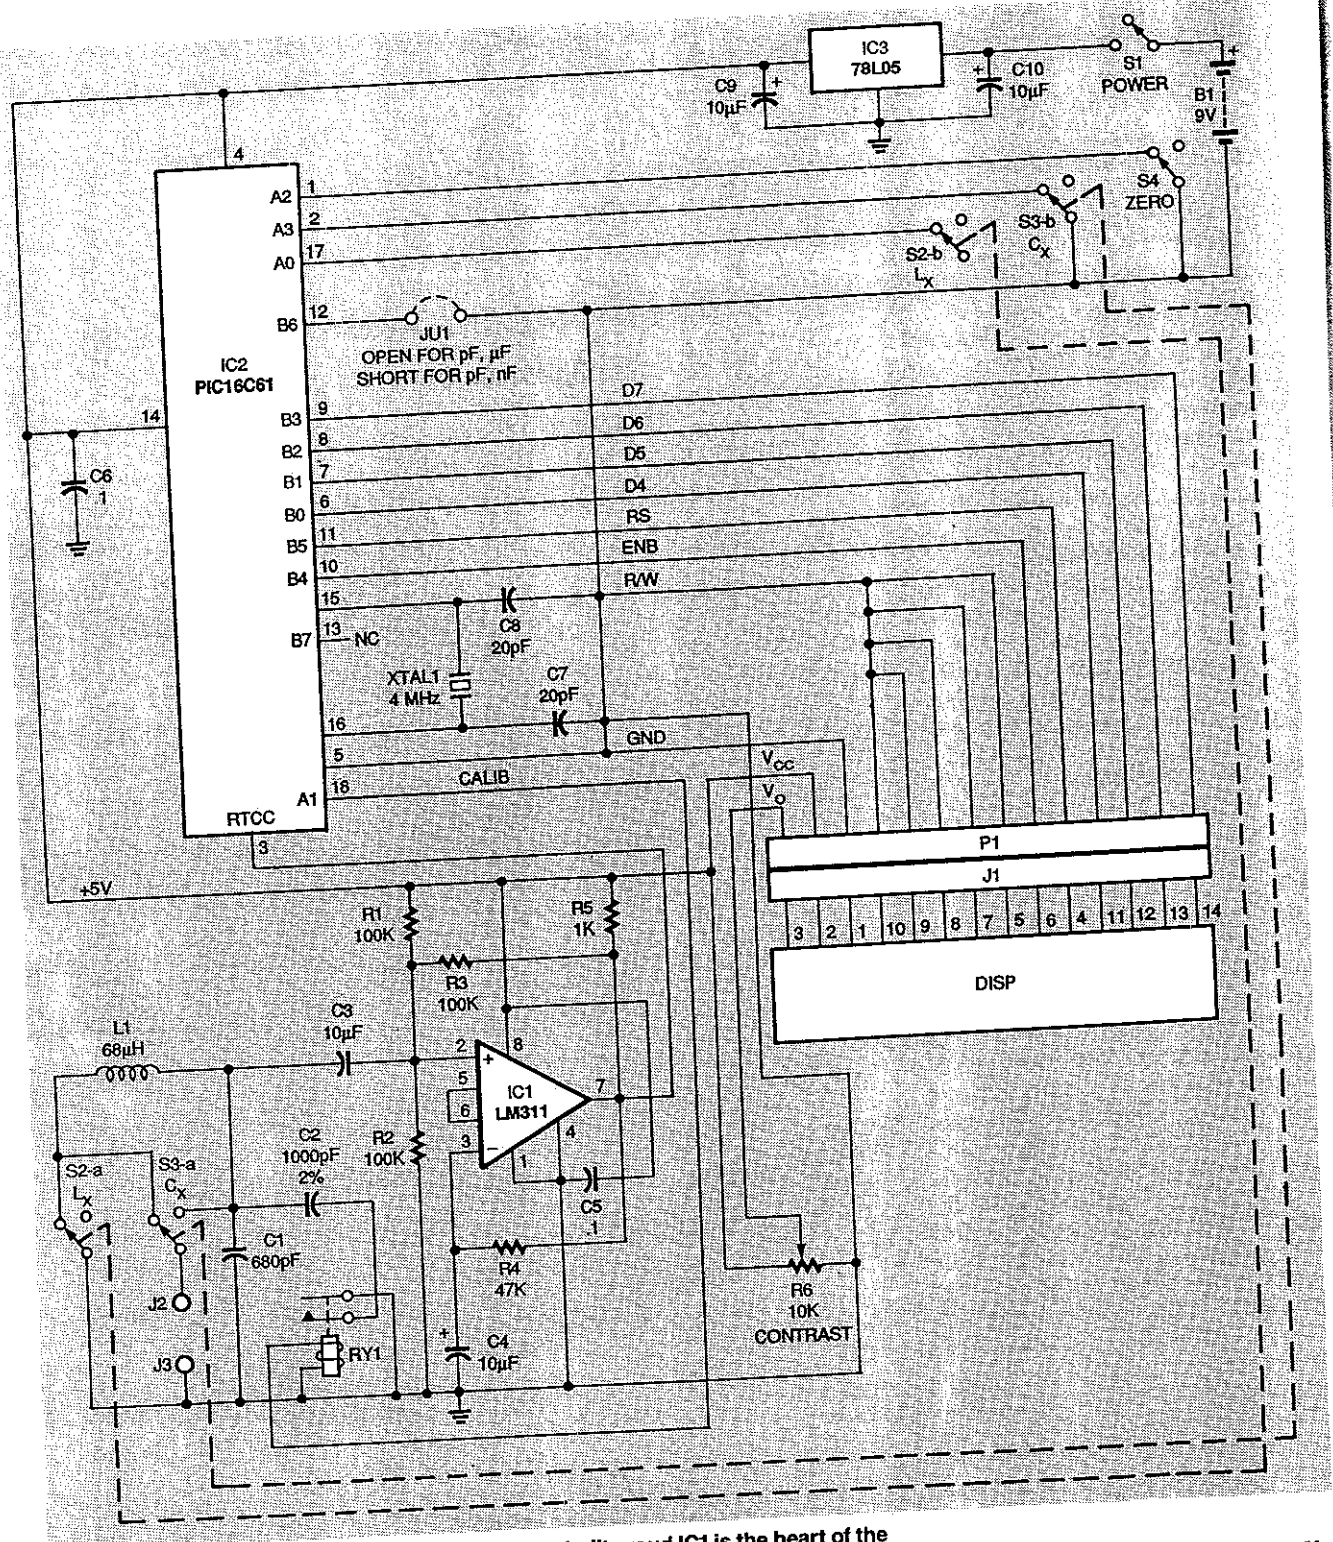 IC3
78L05
C9
10µF
+
+
C10
10µF
S1
POWER
+
B1
9V
4
A2
1
A3
2
A0
17
B6
12
S4
ZERO
S3-b
CX
S2-b
LX
JU1
OPEN FOR pF, µF
SHORT FOR pF, nF
IC2
PIC16C61
14
C6
.1
B3
9
D7
B2
8
D6
B1
7
D5
B0
6
D4
B5
11
RS
B4
10
ENB
15
R/W
B7
13
NC
C8
20pF
XTAL1
4 MHz
C7
20pF
16
5
GND
A1
18
CALIB
VCC
VO
RTCC
3
P1
J1
3
2
1
10
9
8
7
5
6
4
11
12
13
14
DISP
+5V
R1
100K
R5
1K
R3
100K
C3
10µF
L1
68µH
2
+
8
5
6
IC1
LM311
7
3
−
4
1
R2
100K
C2
1000pF
2%
S2-a
LX
S3-a
CX
C1
680pF
C5
.1
R4
47K
J2
J3
RY1
+
C4
10µF
R6
10K
CONTRAST
IC1 is the heart of the